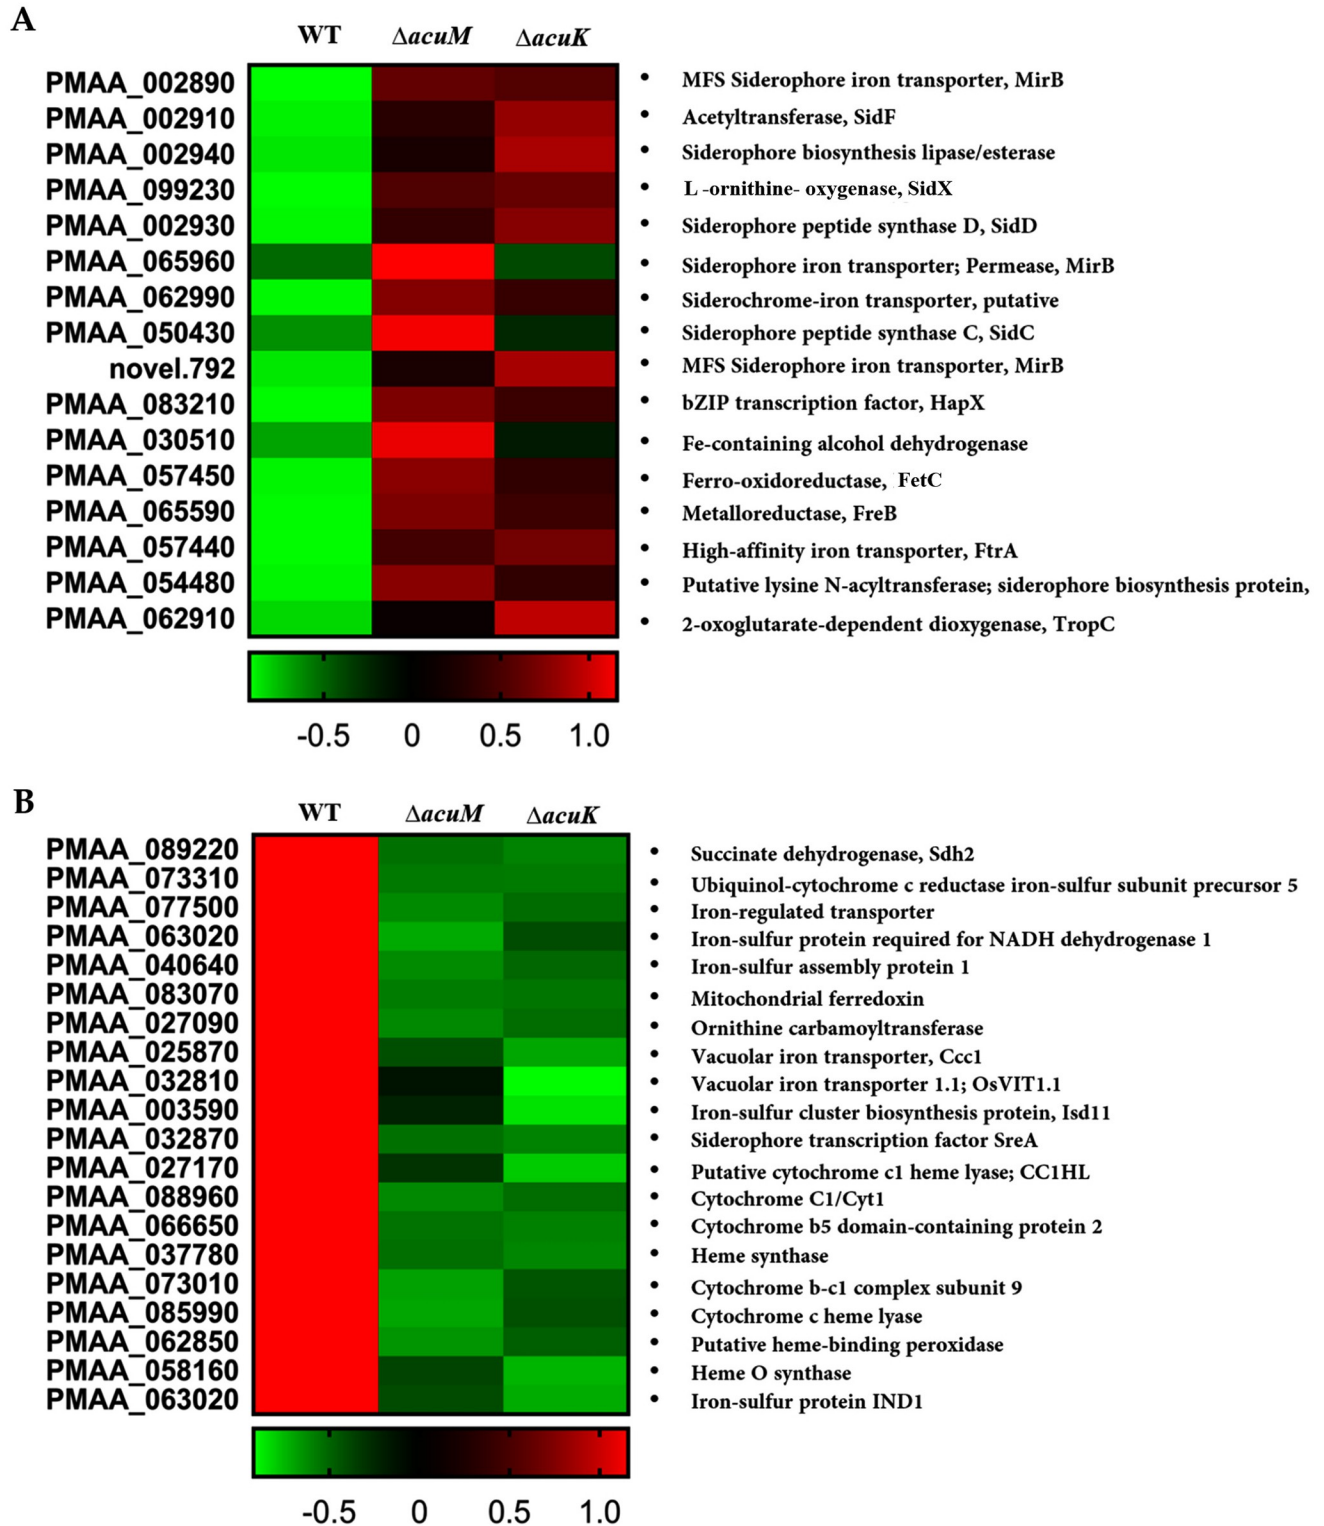 A
WT ΔacuM ΔacuK
PMAA_002890 • MFS Siderophore iron transporter, MirB
PMAA_002910 • Acetyltransferase, SidF
PMAA_002940 • Siderophore biosynthesis lipase/esterase
PMAA_099230 • L -ornithine- oxygenase, SidX
PMAA_002930 • Siderophore peptide synthase D, SidD
PMAA_065960 • Siderophore iron transporter; Permease, MirB
PMAA_062990 • Siderochrome-iron transporter, putative
PMAA_050430 • Siderophore peptide synthase C, SidC
novel.792 • MFS Siderophore iron transporter, MirB
PMAA_083210 • bZIP transcription factor, HapX
PMAA_030510 • Fe-containing alcohol dehydrogenase
PMAA_057450 • Ferro-oxidoreductase, FetC
PMAA_065590 • Metalloreductase, FreB
PMAA_057440 • High-affinity iron transporter, FtrA
PMAA_054480 • Putative lysine N-acyltransferase; siderophore biosynthesis protein,
PMAA_062910 • 2-oxoglutarate-dependent dioxygenase, TropC
-0.5 0 0.5 1.0
B
WT ΔacuM ΔacuK
PMAA_089220 • Succinate dehydrogenase, Sdh2
PMAA_073310 • Ubiquinol-cytochrome c reductase iron-sulfur subunit precursor 5
PMAA_077500 • Iron-regulated transporter
PMAA_063020 • Iron-sulfur protein required for NADH dehydrogenase 1
PMAA_040640 • Iron-sulfur assembly protein 1
PMAA_083070 • Mitochondrial ferredoxin
PMAA_027090 • Ornithine carbamoyltransferase
PMAA_025870 • Vacuolar iron transporter, Ccc1
PMAA_032810 • Vacuolar iron transporter 1.1; OsVIT1.1
PMAA_003590 • Iron-sulfur cluster biosynthesis protein, Isd11
PMAA_032870 • Siderophore transcription factor SreA
PMAA_027170 • Putative cytochrome c1 heme lyase; CC1HL
PMAA_088960 • Cytochrome C1/Cyt1
PMAA_066650 • Cytochrome b5 domain-containing protein 2
PMAA_037780 • Heme synthase
PMAA_073010 • Cytochrome b-c1 complex subunit 9
PMAA_085990 • Cytochrome c heme lyase
PMAA_062850 • Putative heme-binding peroxidase
PMAA_058160 • Heme O synthase
PMAA_063020 • Iron-sulfur protein IND1
-0.5 0 0.5 1.0